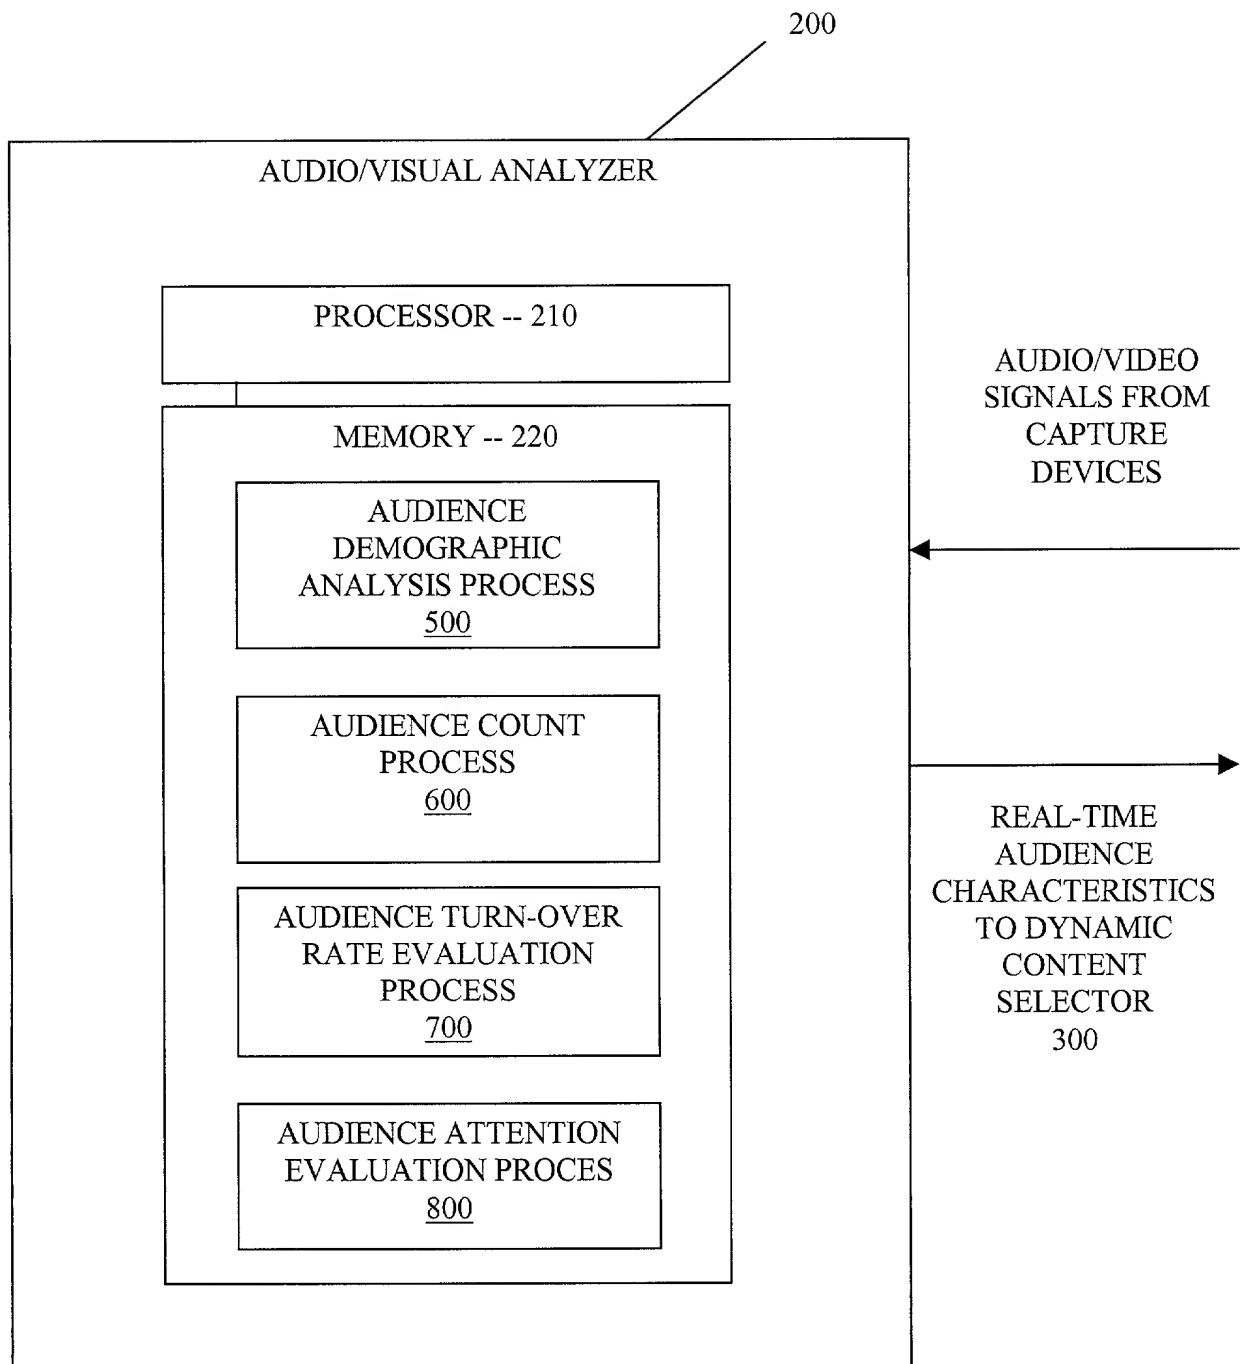 200
AUDIO/VISUAL ANALYZER
PROCESSOR -- 210
MEMORY -- 220
AUDIENCE
DEMOGRAPHIC
ANALYSIS PROCESS
500
AUDIENCE COUNT
PROCESS
600
AUDIENCE TURN-OVER
RATE EVALUATION
PROCESS
700
AUDIENCE ATTENTION
EVALUATION PROCES
800
AUDIO/VIDEO
SIGNALS FROM
CAPTURE
DEVICES
REAL-TIME
AUDIENCE
CHARACTERISTICS
TO DYNAMIC
CONTENT
SELECTOR
300